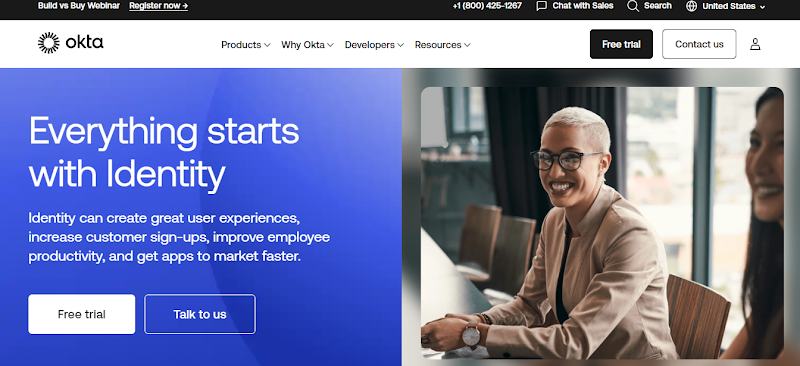 Build vs Buy Webinar Register now →
+1 (800) 425-1267 Chat with Sales Search United States
okta
Products Why Okta Developers Resources
Free trial Contact us
Everything starts
with Identity
Identity can create great user experiences,
increase customer sign-ups, improve employee
productivity, and get apps to market faster.
Free trial Talk to us